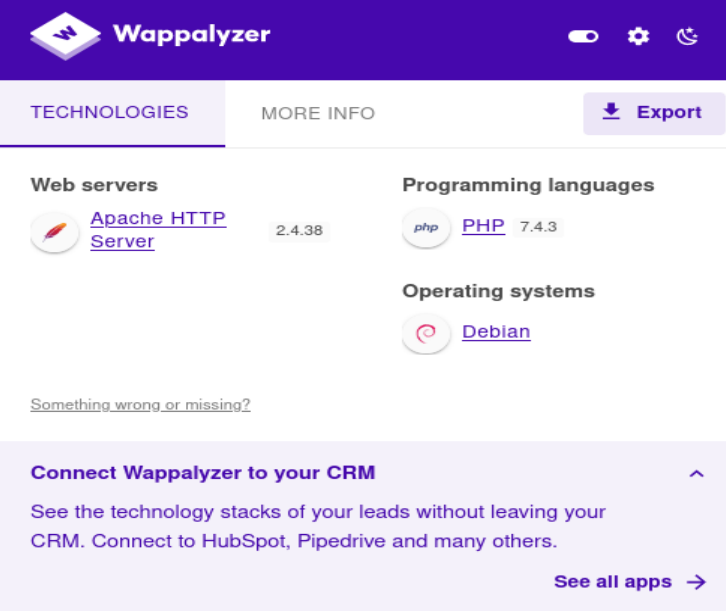 W Wappalyzer
TECHNOLOGIES
MORE INFO
Export
Web servers
Apache HTTP
Server
2.4.38
Programming languages
php PHP 7.4.3
Operating systems
Debian
Something wrong or missing?
Connect Wappalyzer to your CRM
See the technology stacks of your leads without leaving your
CRM. Connect to HubSpot, Pipedrive and many others.
See all apps